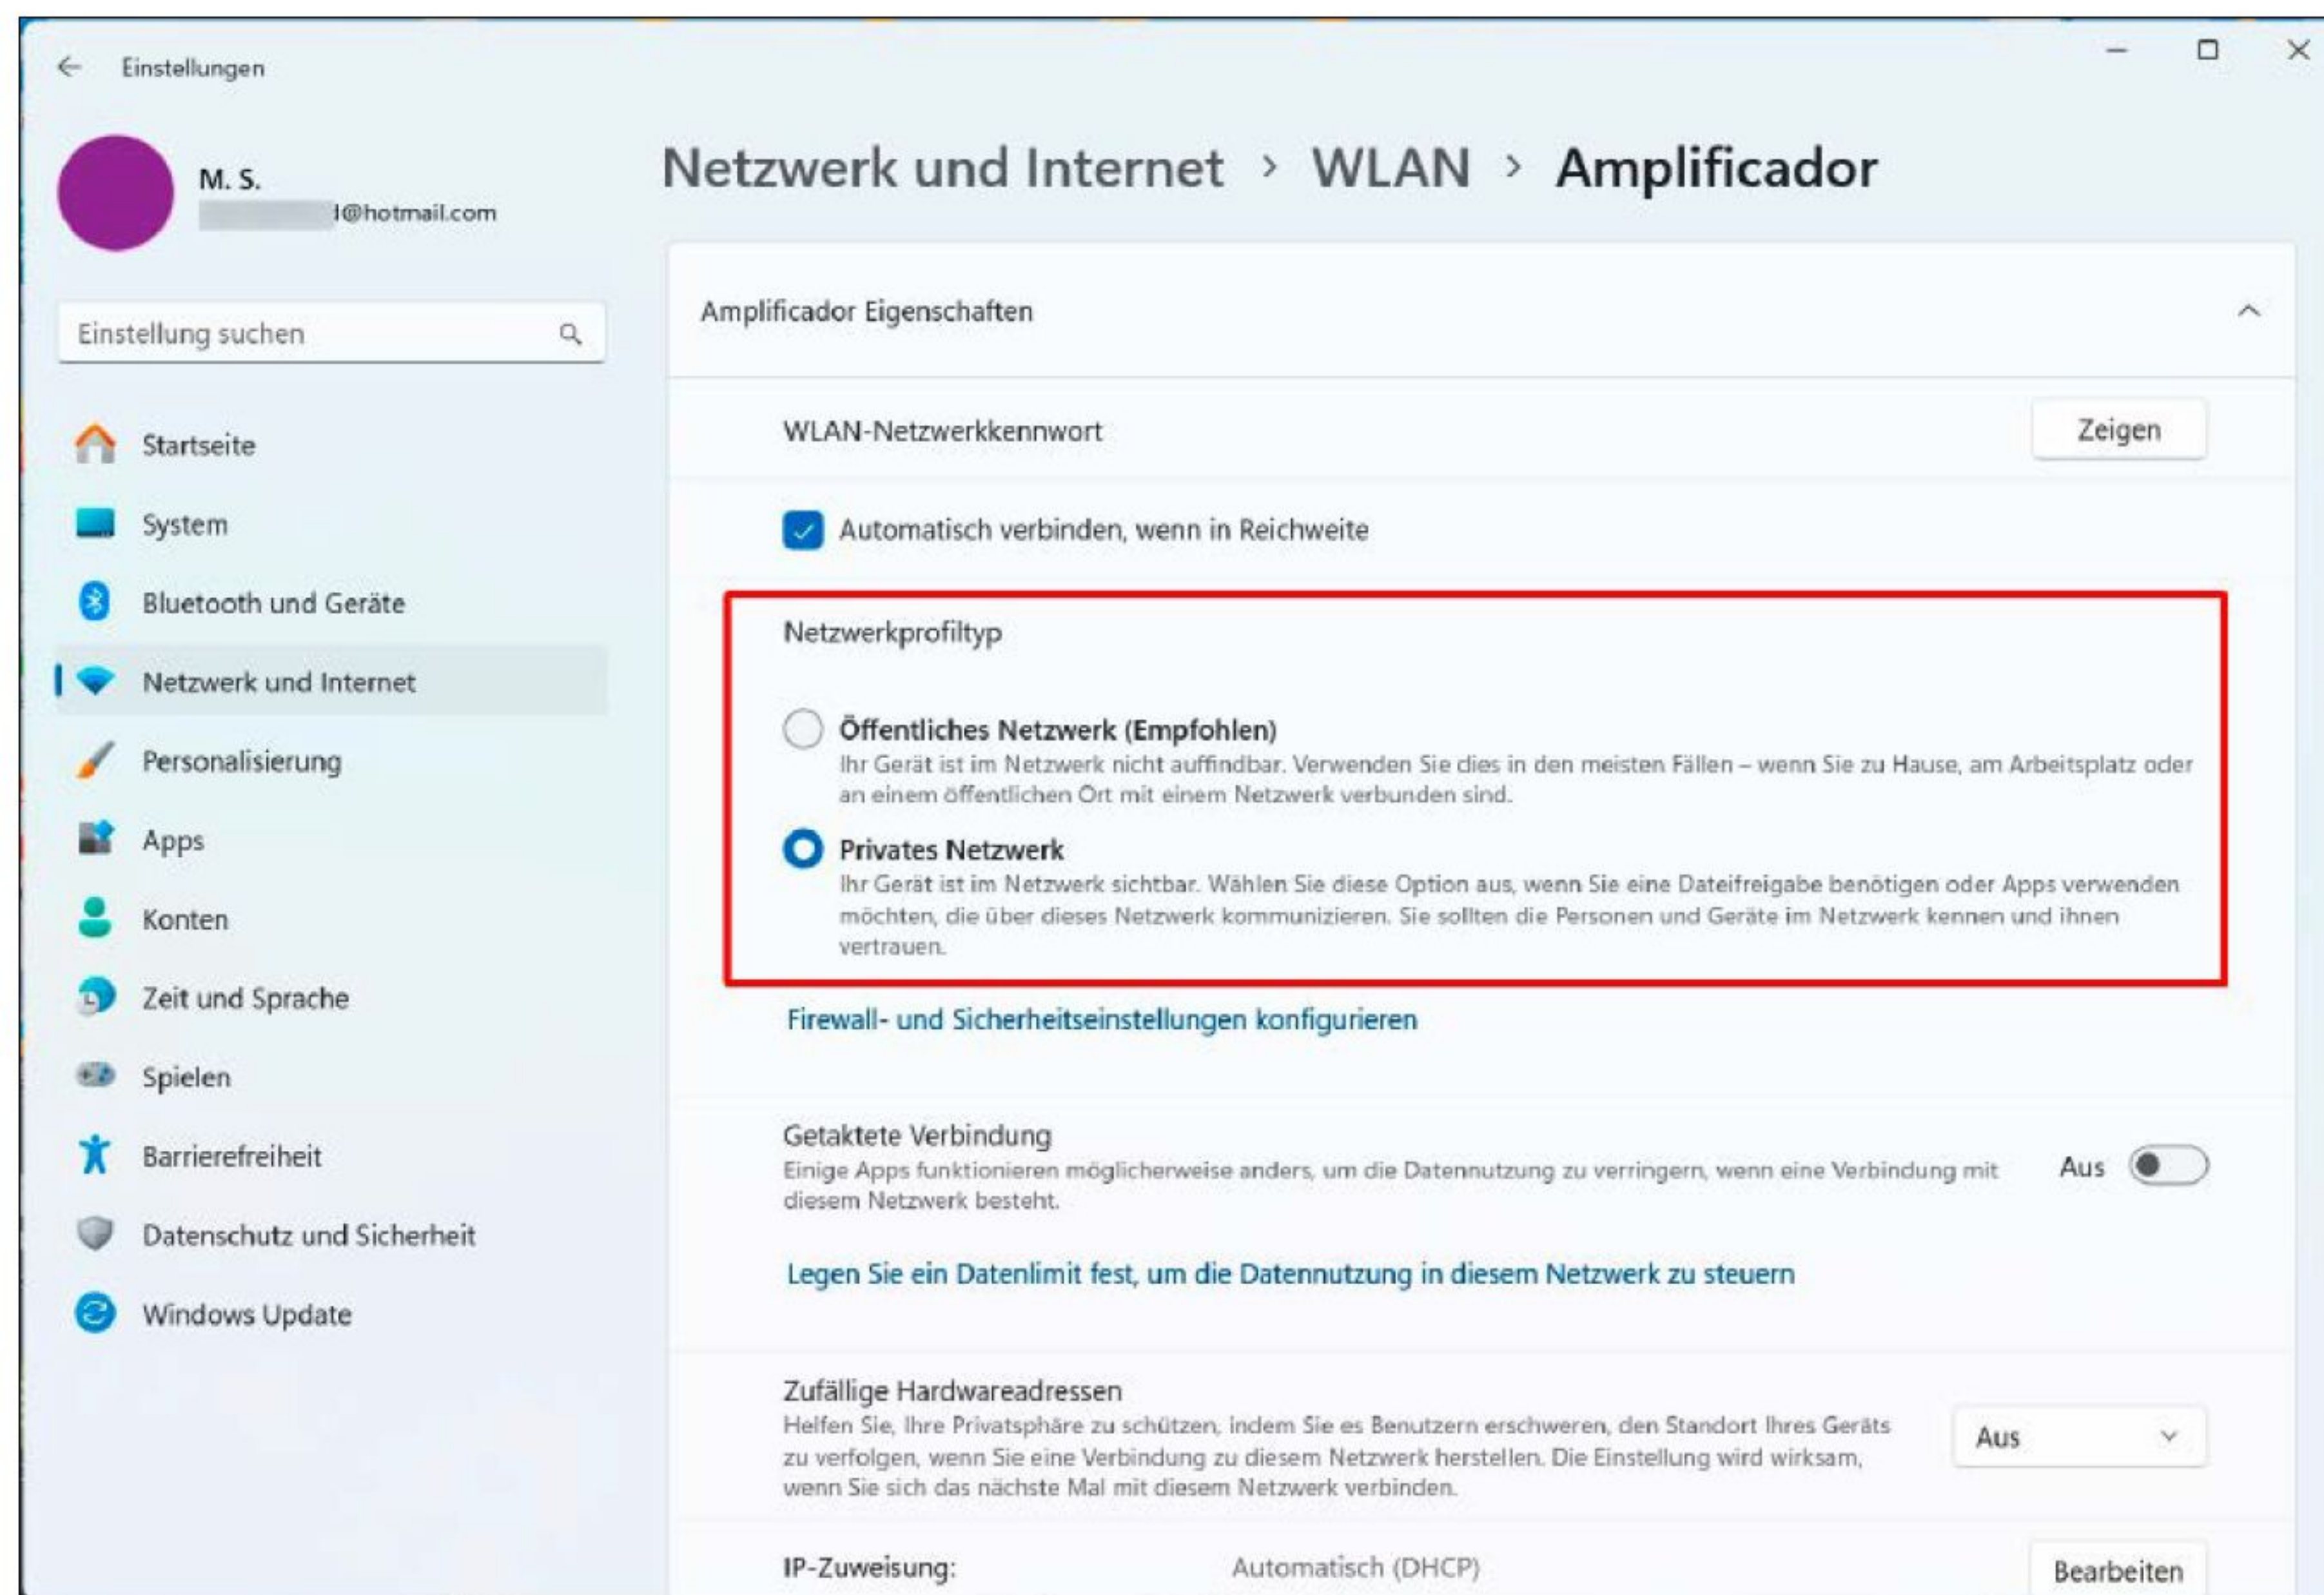 Einstellungen
M. S.
@hotmail.com
Einstellung suchen
Startseite
System
Bluetooth und Geräte
Netzwerk und Internet
Personalisierung
Apps
Konten
Zeit und Sprache
Spielen
Barrierefreiheit
Datenschutz und Sicherheit
Windows Update
Netzwerk und Internet > WLAN > Amplificador
Amplificador Eigenschaften
WLAN-Netzwerkkennwort
Zeigen
Automatisch verbinden, wenn in Reichweite
Netzwerkprofiltyp
Öffentliches Netzwerk (Empfohlen)
Ihr Gerät ist im Netzwerk nicht auffindbar. Verwenden Sie dies in den meisten Fällen – wenn Sie zu Hause, am Arbeitsplatz oder
an einem öffentlichen Ort mit einem Netzwerk verbunden sind.
Privates Netzwerk
Ihr Gerät ist im Netzwerk sichtbar. Wählen Sie diese Option aus, wenn Sie eine Dateifreigabe benötigen oder Apps verwenden
möchten, die über dieses Netzwerk kommunizieren. Sie sollten die Personen und Geräte im Netzwerk kennen und ihnen
vertrauen.
Firewall- und Sicherheitseinstellungen konfigurieren
Getaktete Verbindung
Einige Apps funktionieren möglicherweise anders, um die Datennutzung zu verringern, wenn eine Verbindung mit
diesem Netzwerk besteht.
Aus
Legen Sie ein Datenlimit fest, um die Datennutzung in diesem Netzwerk zu steuern
Zufällige Hardwareadressen
Helfen Sie, Ihre Privatsphäre zu schützen, indem Sie es Benutzern erschweren, den Standort Ihres Geräts
zu verfolgen, wenn Sie eine Verbindung zu diesem Netzwerk herstellen. Die Einstellung wird wirksam,
wenn Sie sich das nächste Mal mit diesem Netzwerk verbinden.
Aus
IP-Zuweisung: Automatisch (DHCP)
Bearbeiten